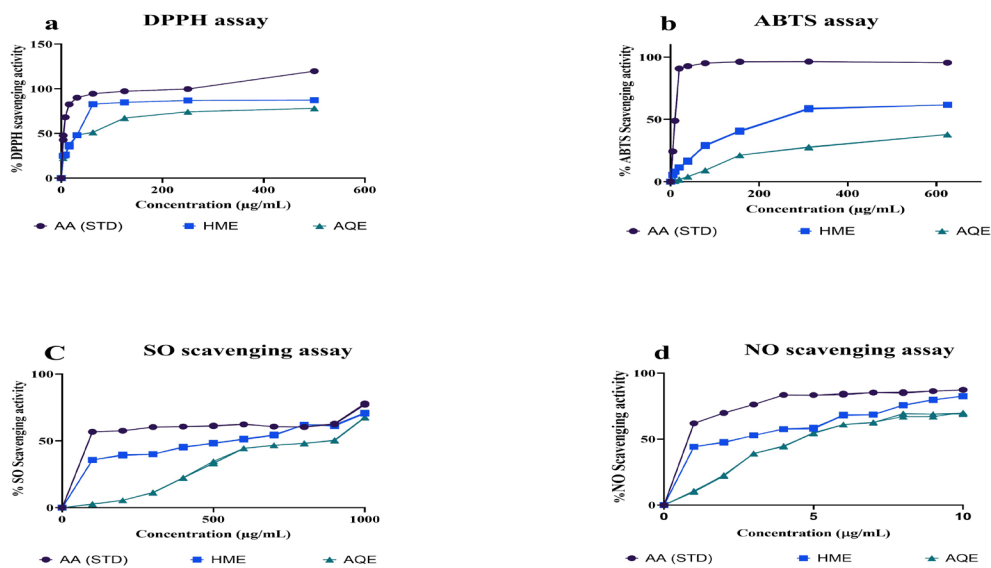 a DPPH assay
% DPPH scavenging activity
150
100
50
0
0 200 400 600
Concentration (µg/mL)
AA (STD) HME AQE
b ABTS assay
% ABTS Scavenging activity
100
50
0
0 200 400 600
Concentration (µg/mL)
AA (STD) HME AQE
C SO scavenging assay
% SO Scavenging activity
100
50
0
0 500 1000
Concentration (µg/mL)
AA (STD) HME AQE
d NO scavenging assay
%NO Scavenging activity
100
50
0
0 5 10
Concentration (µg/mL)
AA (STD) HME AQE